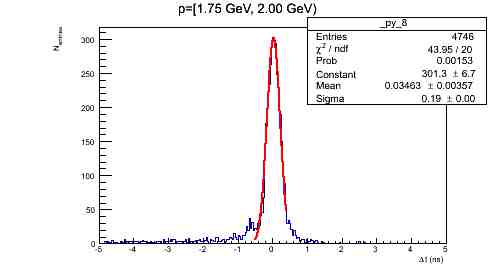 p=[1.75 GeV, 2.00 GeV)
_py_8
Entries 4746
χ² / ndf 43.95 / 20
Prob 0.00153
Constant 301.3 ± 6.7
Mean 0.03463 ± 0.00357
Sigma 0.19 ± 0.00
N_entries
300
250
200
150
100
50
0
-5 -4 -3 -2 -1 0 1 2 3 4 5
Δt (ns)